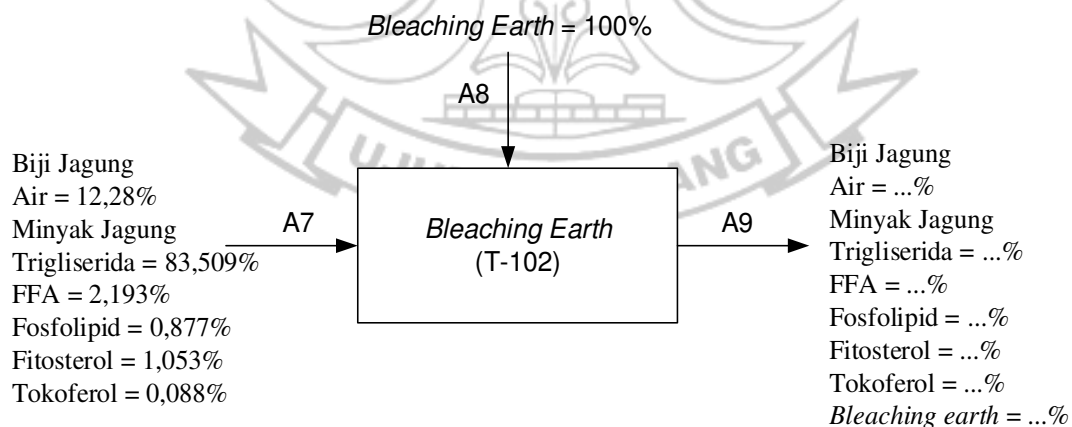 Bleaching Earth = 100%
A8
Biji Jagung
Air = 12,28%
Minyak Jagung
Trigliserida = 83,509%
FFA = 2,193%
Fosfolipid = 0,877%
Fitosterol = 1,053%
Tokoferol = 0,088%
A7
Bleaching Earth
(T-102)
A9
Biji Jagung
Air = ...%
Minyak Jagung
Trigliserida = ...%
FFA = ...%
Fosfolipid = ...%
Fitosterol = ...%
Tokoferol = ...%
Bleaching earth = ...%